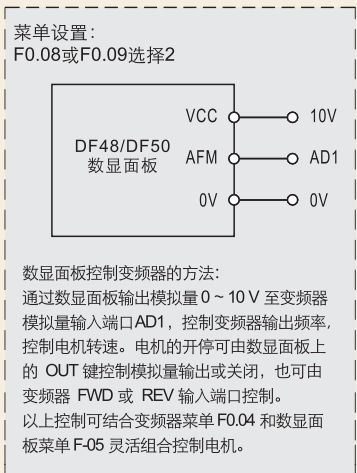 菜单设置:
F0.08或F0.09选择2
VCC 10V
DF48/DF50
数显面板
AFM AD1
0V 0V
数显面板控制变频器的方法:
通过数显面板输出模拟量0 ~ 10 V 至变频器
模拟量输入端口AD1，控制变频器输出频率，
控制电机转速。电机的开停可由数显面板上
的 OUT 键控制模拟量输出或关闭，也可由
变频器 FWD 或 REV 输入端口控制。
以上控制可结合变频器菜单 F0.04 和数显面
板菜单 F-05 灵活组合控制电机。